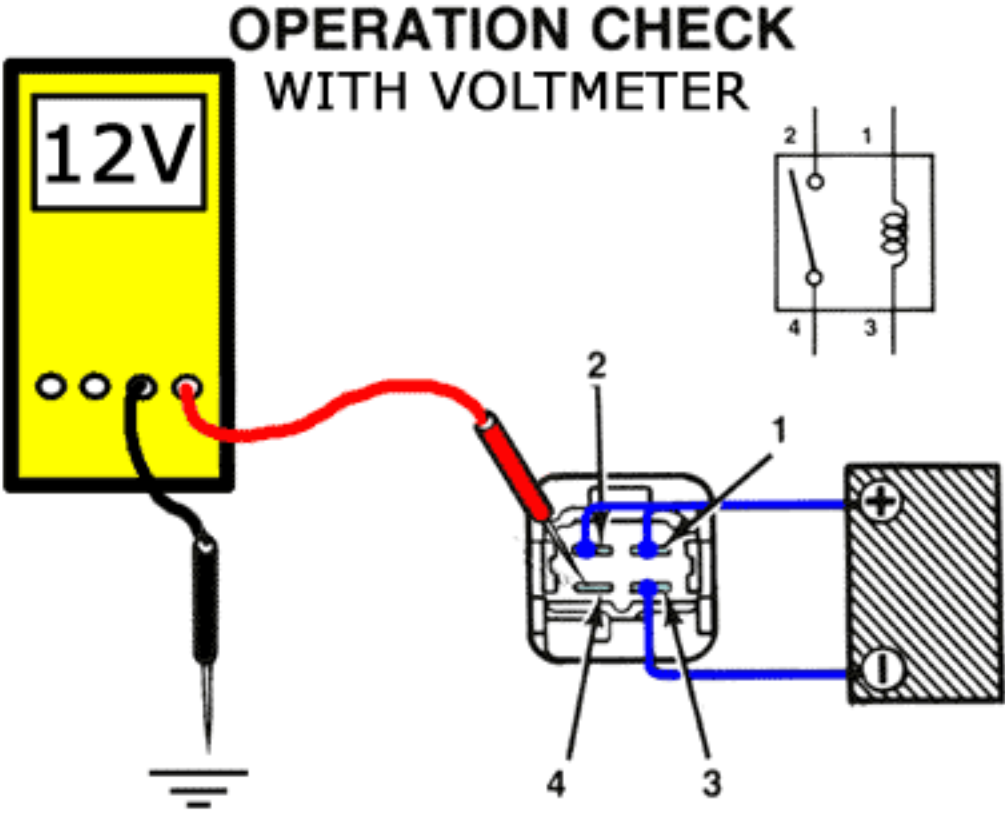 OPERATION CHECK
WITH VOLTMETER
12V
2 1
4 3
2
1
+
−
4 3